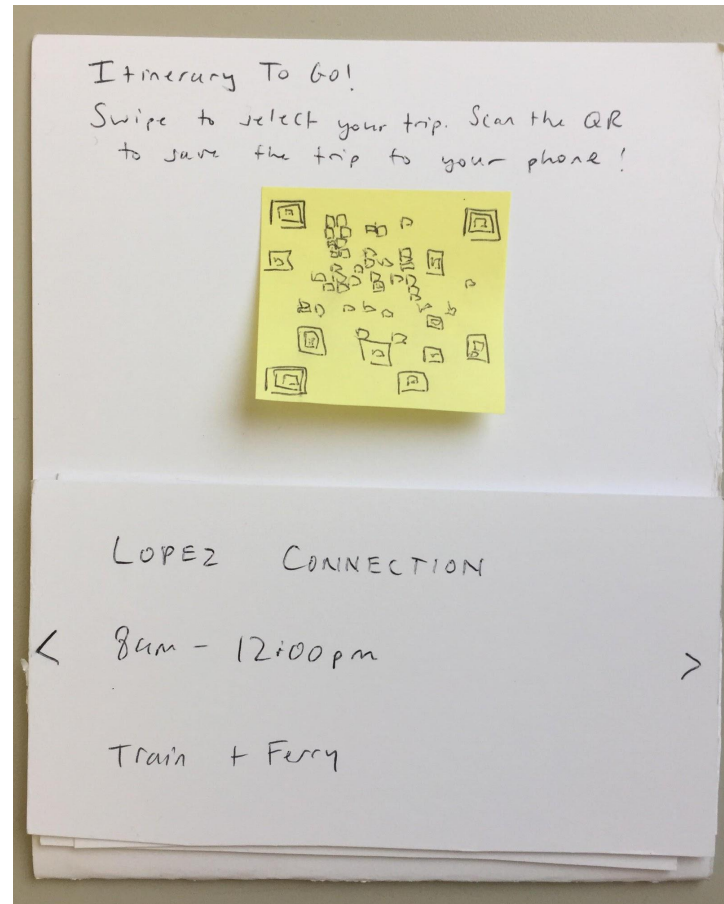 Itinerary To Go!
Swipe to select your trip. Scan the QR
to save the trip to your phone!
LOPEZ CONNECTION
< 8am - 12:00pm >
Train + Ferry